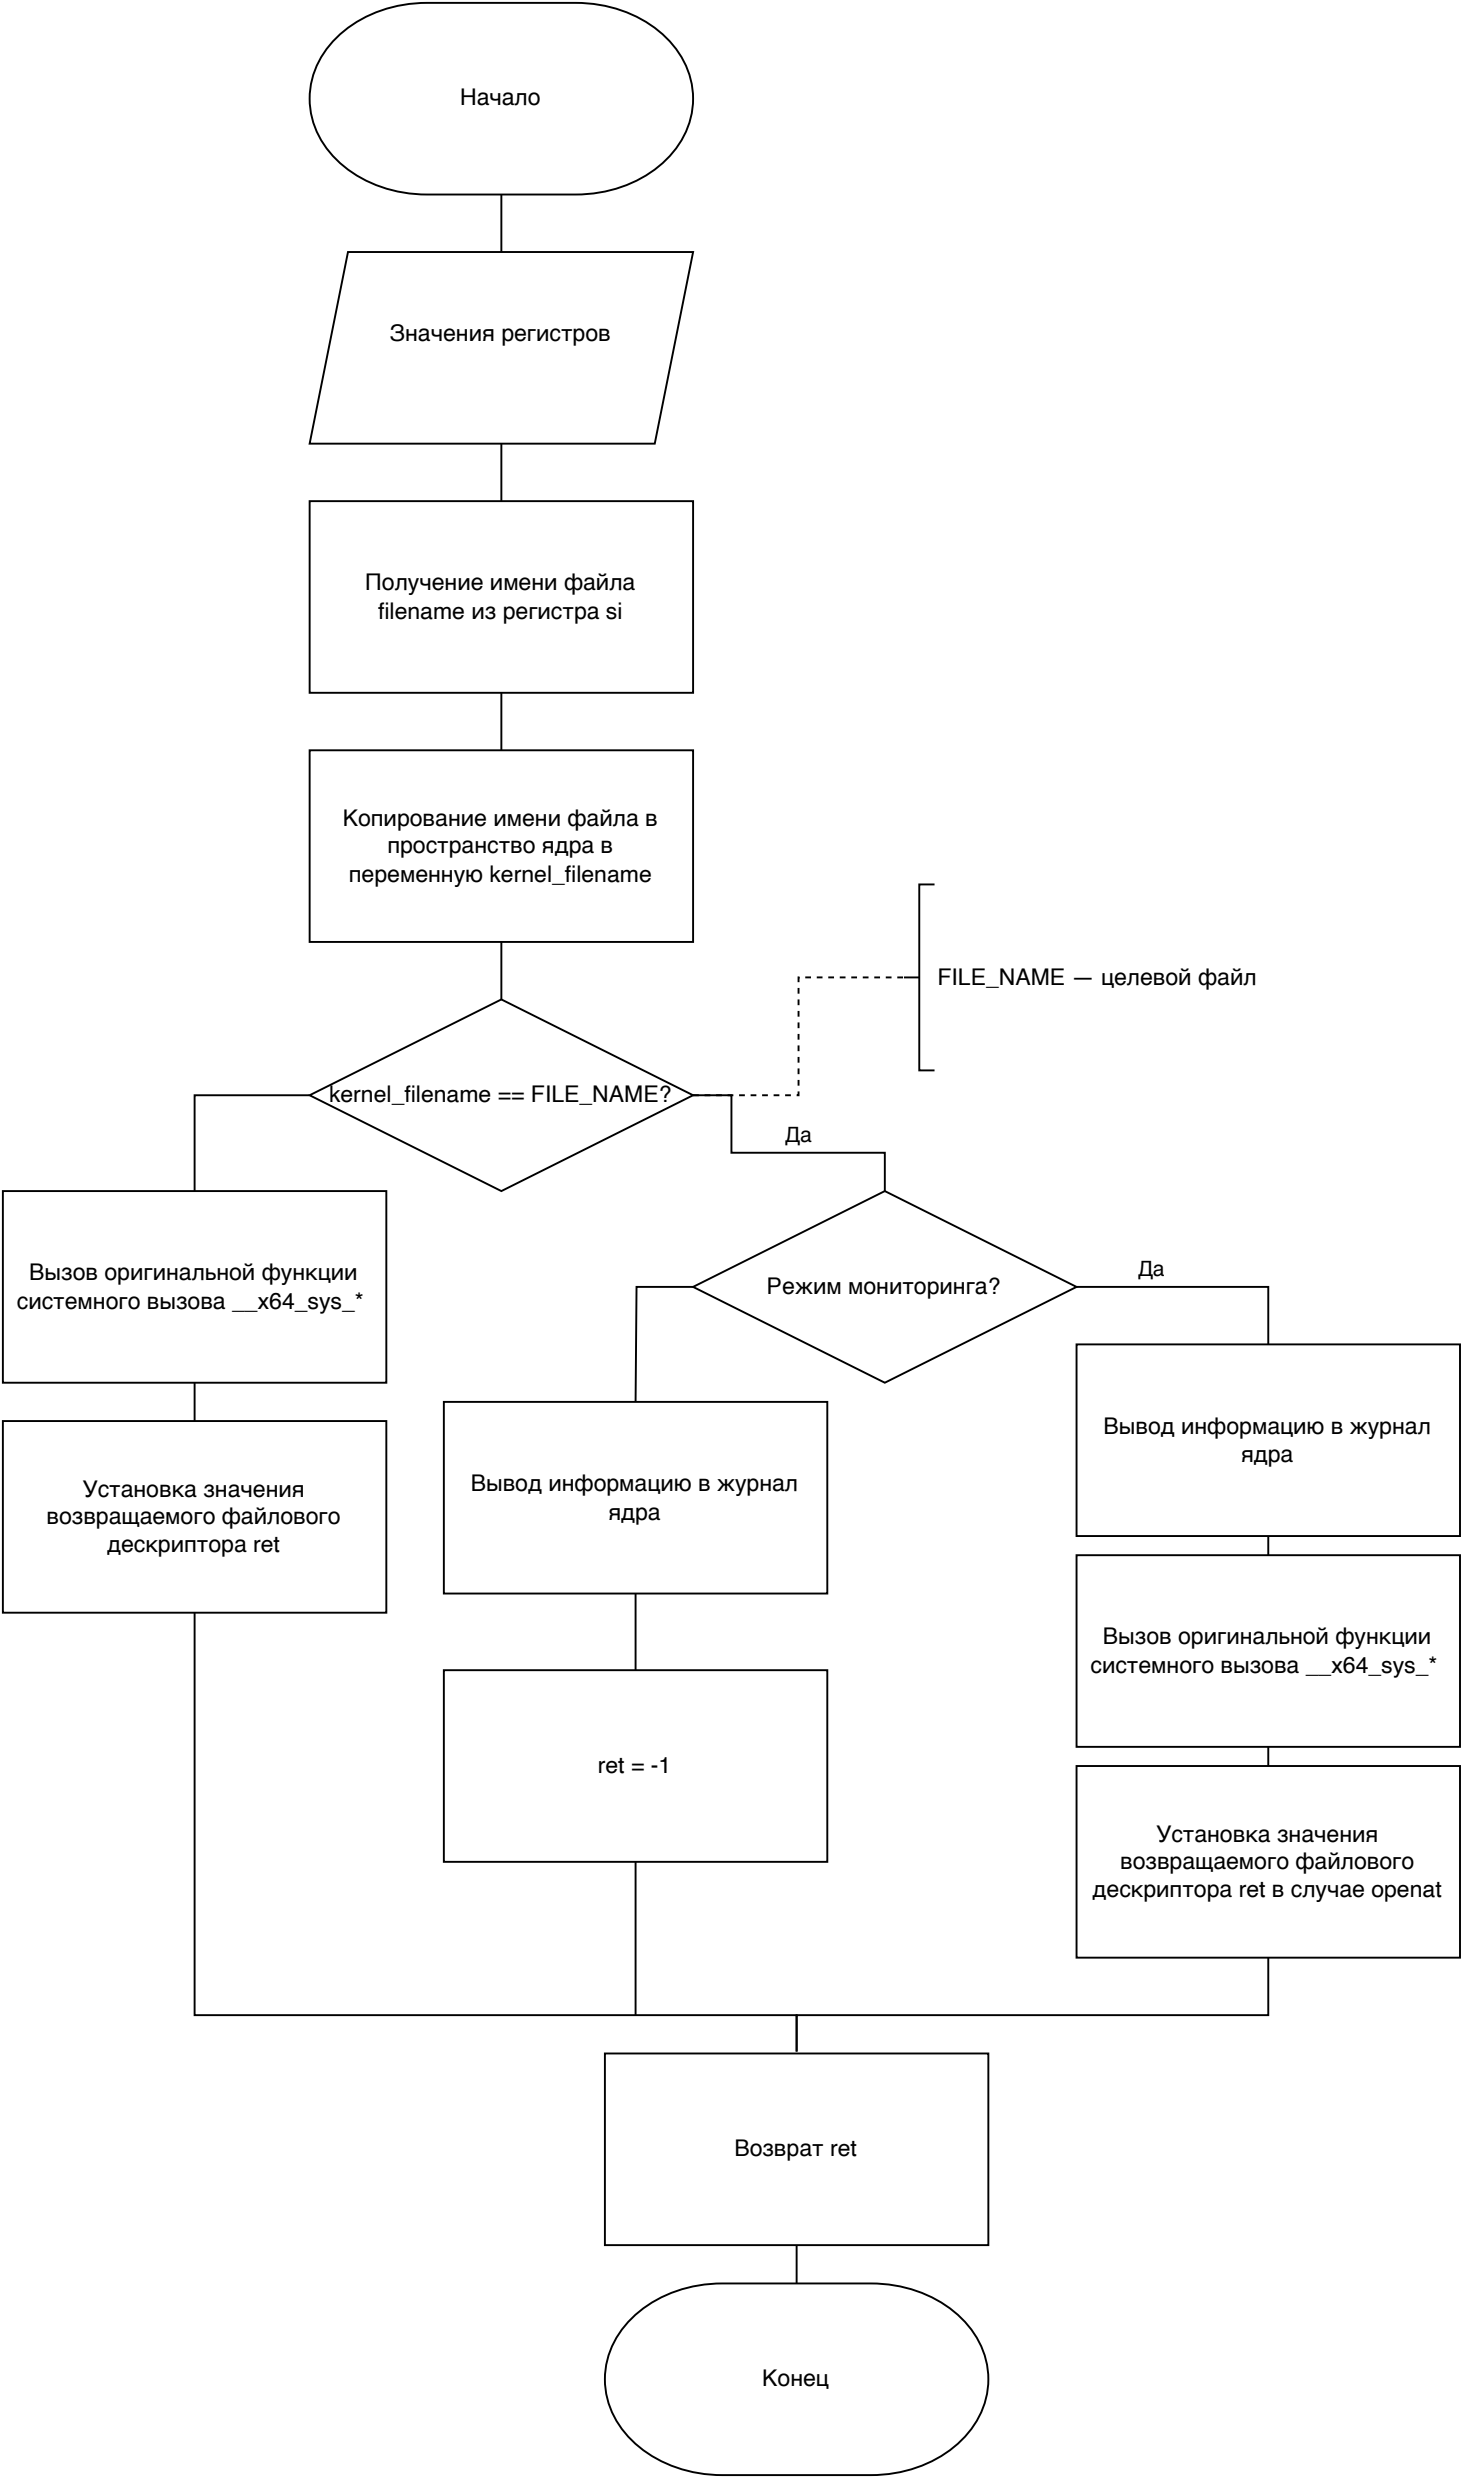 Начало
Значения регистров
Получение имени файла
filename из регистра si
Копирование имени файла в
пространство ядра в
переменную kernel_filename
FILE_NAME — целевой файл
kernel_filename == FILE_NAME?
Да
Вызов оригинальной функции
системного вызова __x64_sys_*
Режим мониторинга?
Да
Установка значения
возвращаемого файлового
дескриптора ret
Вывод информацию в журнал
ядра
Вывод информацию в журнал
ядра
Вызов оригинальной функции
системного вызова __x64_sys_*
ret = -1
Установка значения
возвращаемого файлового
дескриптора ret в случае openat
Возврат ret
Конец